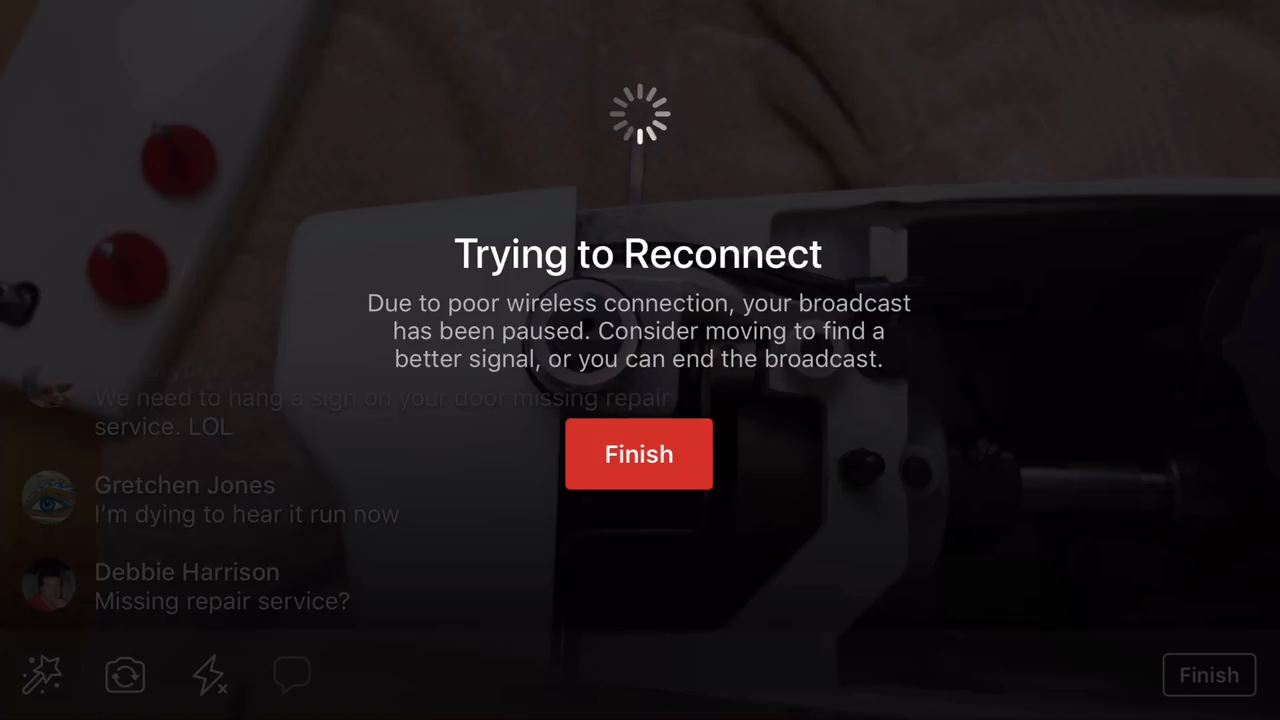 Trying to Reconnect
Due to poor wireless connection, your broadcast
has been paused. Consider moving to find a
better signal, or you can end the broadcast.
We need to hang a sign on your door missing repair
service. LOL
Finish
Gretchen Jones
I'm dying to hear it run now
Debbie Harrison
Missing repair service?
Finish